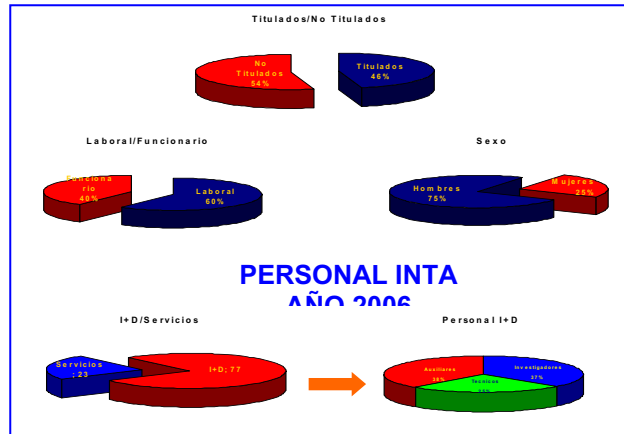 Titulados/No Titulados
No
Titulados
54%
Titulados
46%
Laboral/Funcionario
Funciona
rio
40%
Laboral
60%
Sexo
Hombres
75%
Mujeres
25%
PERSONAL INTA
AÑO 2006
I+D/Servicios
Servicios
; 23
I+D; 77
Personal I+D
Auxiliares
Investigadores
37%
Tecnicos